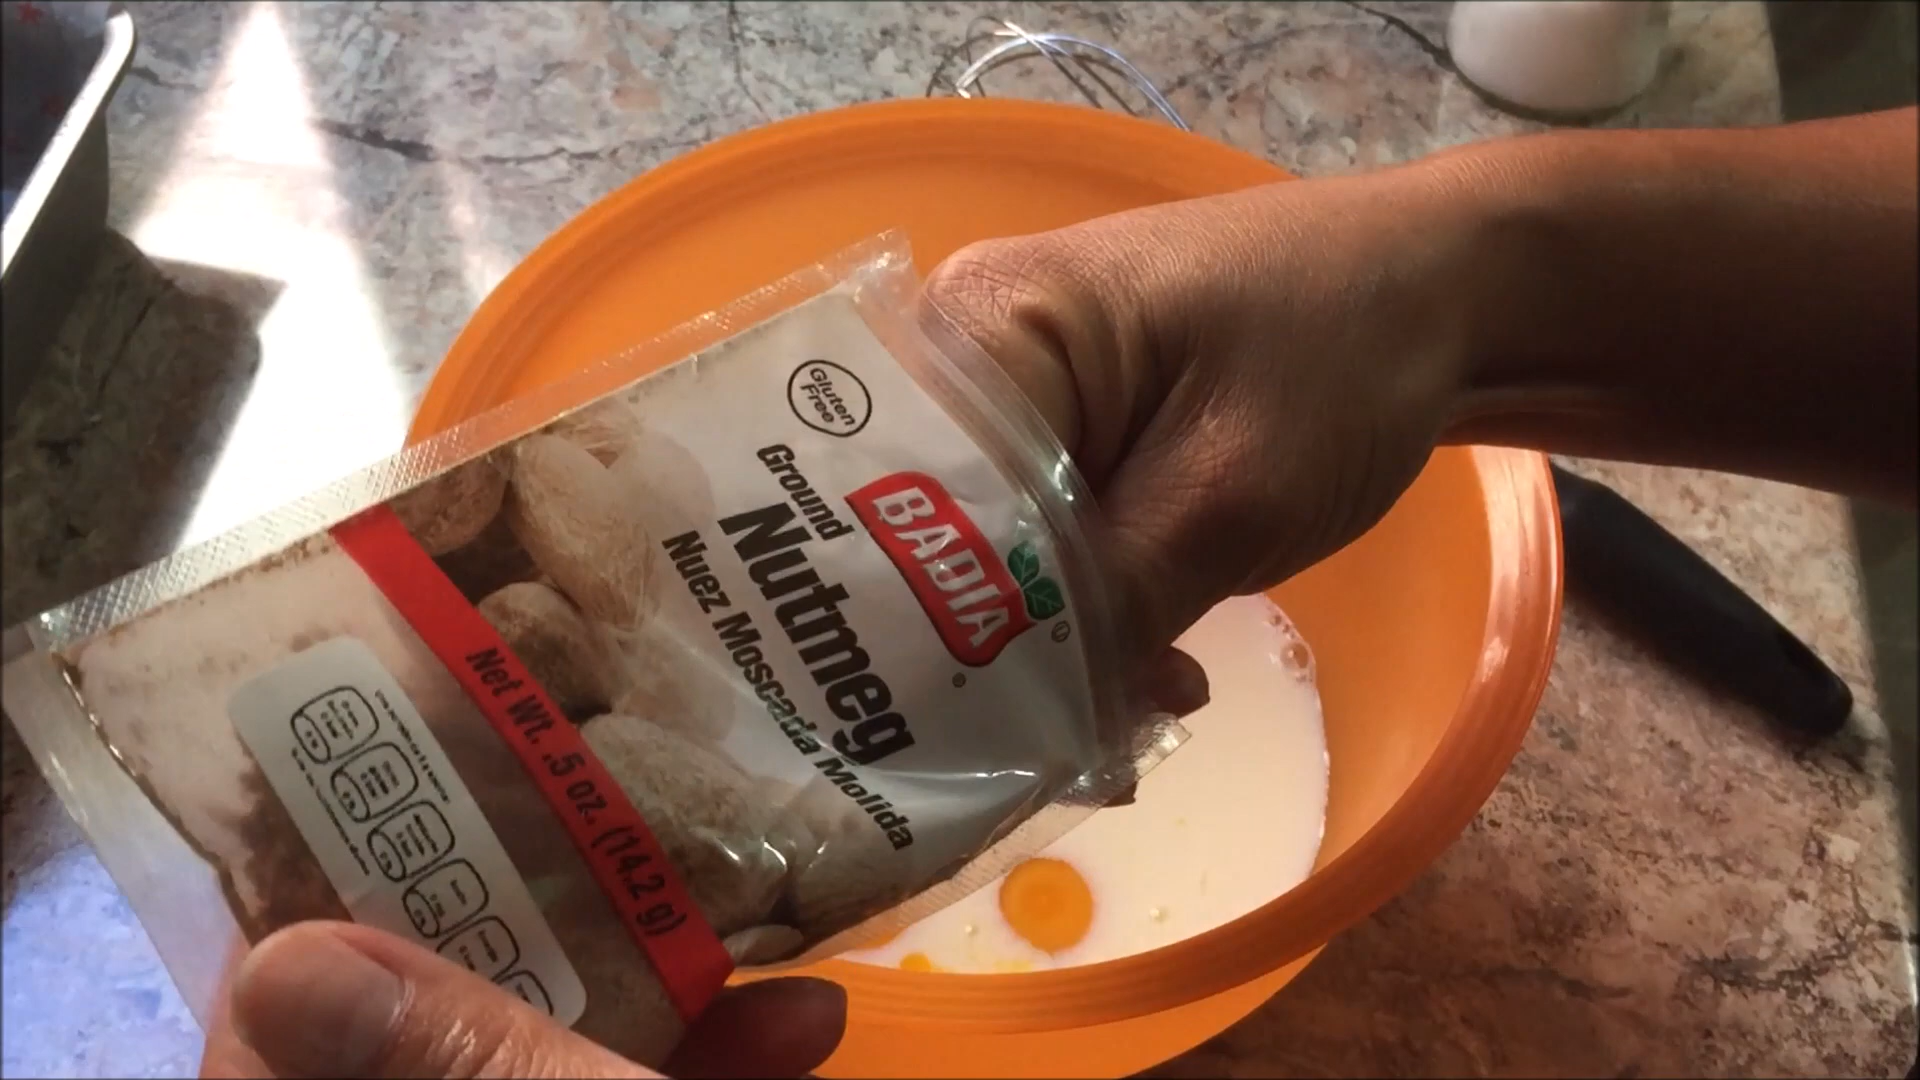 Gluten
Free
BADIA
®
Ground
Nutmeg
Nuez Moscada Molida
Net Wt. .5 oz. (14.2 g)